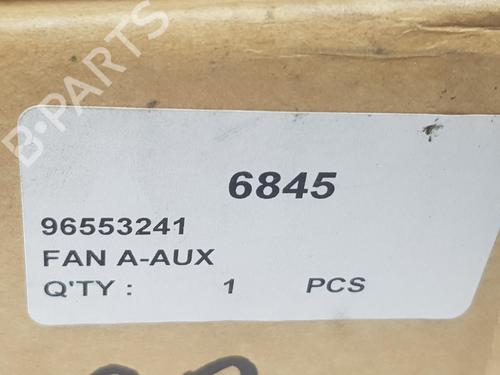 B-PARTS
6845
96553241
FAN A-AUX
Q'TY : 1 PCS